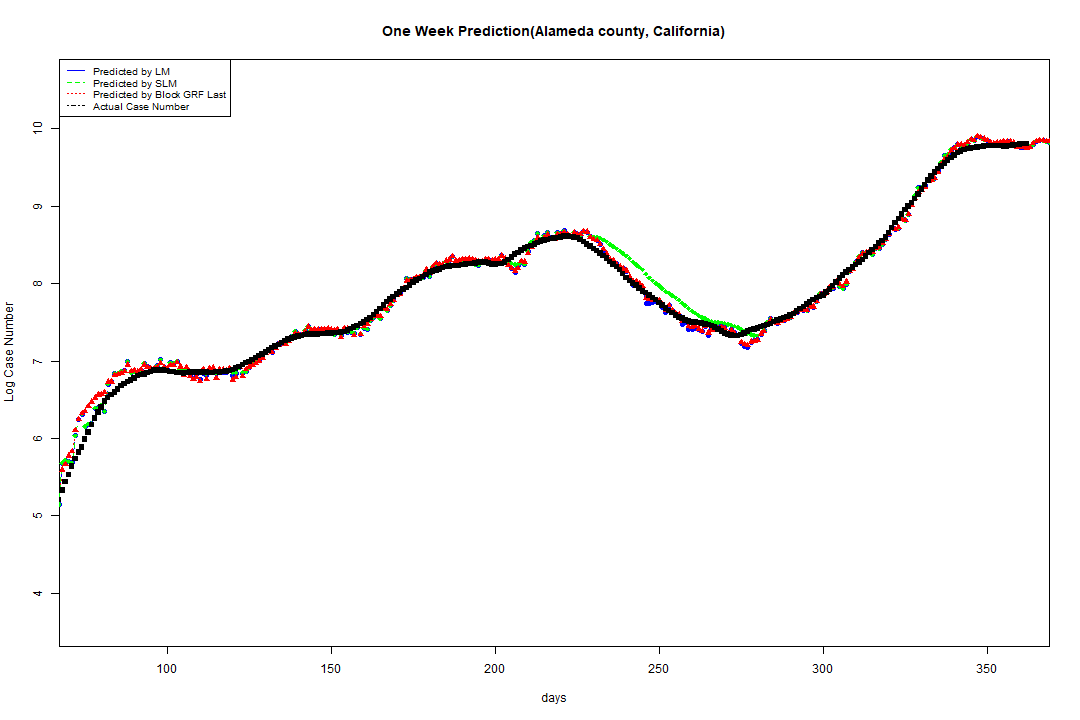 One Week Prediction(Alameda county, California)
Predicted by LM
Predicted by SLM
Predicted by Block GRF Last
Actual Case Number
10
9
8
7
6
5
4
Log Case Number
100 150 200 250 300 350
days